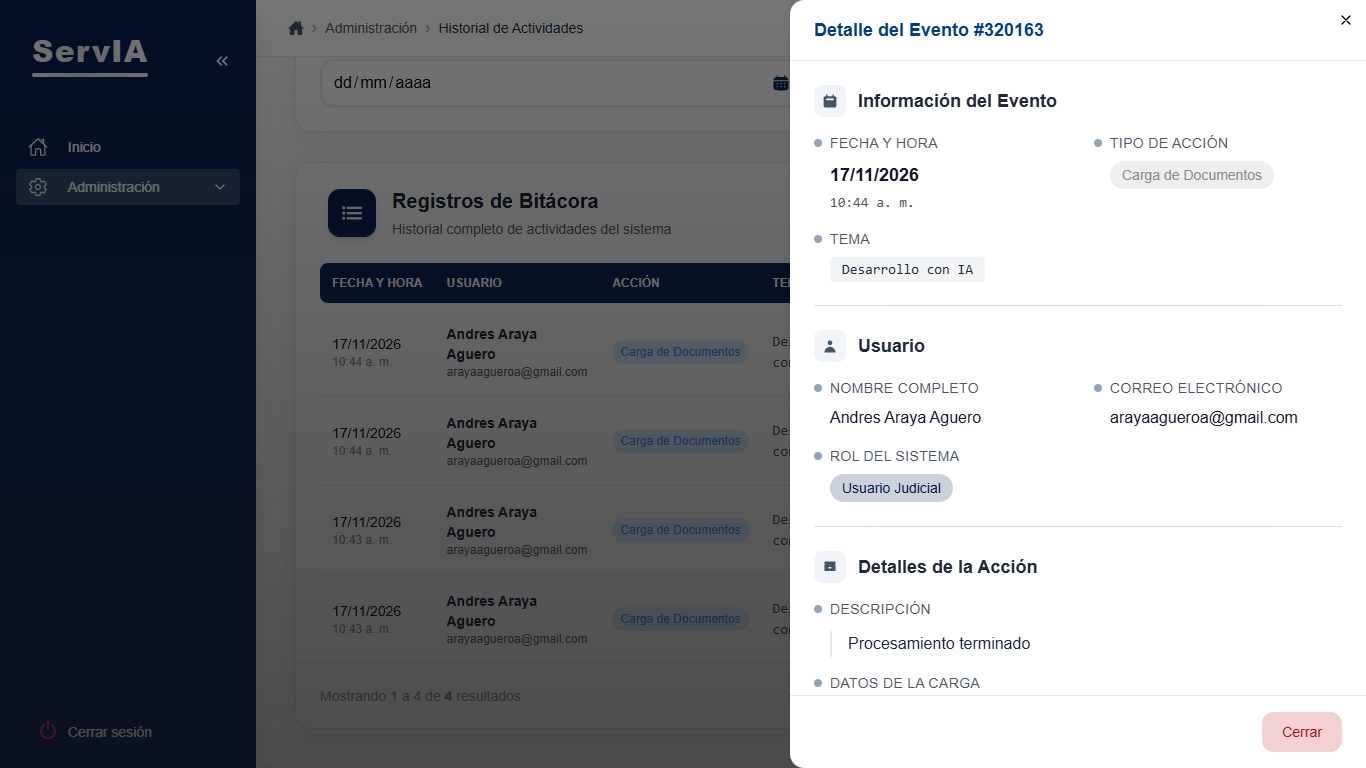 ServIA
Inicio
Administración
Cerrar sesión
Administración › Historial de Actividades
dd/mm/aaaa
Registros de Bitácora
Historial completo de actividades del sistema
FECHA Y HORA USUARIO ACCIÓN
17/11/2026
10:44 a. m.
Andres Araya
Aguero
arayaagueroa@gmail.com
Carga de Documentos
17/11/2026
10:44 a. m.
Andres Araya
Aguero
arayaagueroa@gmail.com
Carga de Documentos
17/11/2026
10:43 a. m.
Andres Araya
Aguero
arayaagueroa@gmail.com
Carga de Documentos
17/11/2026
10:43 a. m.
Andres Araya
Aguero
arayaagueroa@gmail.com
Carga de Documentos
Mostrando 1 a 4 de 4 resultados
Detalle del Evento #320163
Información del Evento
FECHA Y HORA
17/11/2026
10:44 a. m.
TIPO DE ACCIÓN
Carga de Documentos
TEMA
Desarrollo con IA
Usuario
NOMBRE COMPLETO
Andres Araya Aguero
CORREO ELECTRÓNICO
arayaagueroa@gmail.com
ROL DEL SISTEMA
Usuario Judicial
Detalles de la Acción
DESCRIPCIÓN
Procesamiento terminado
DATOS DE LA CARGA
Cerrar